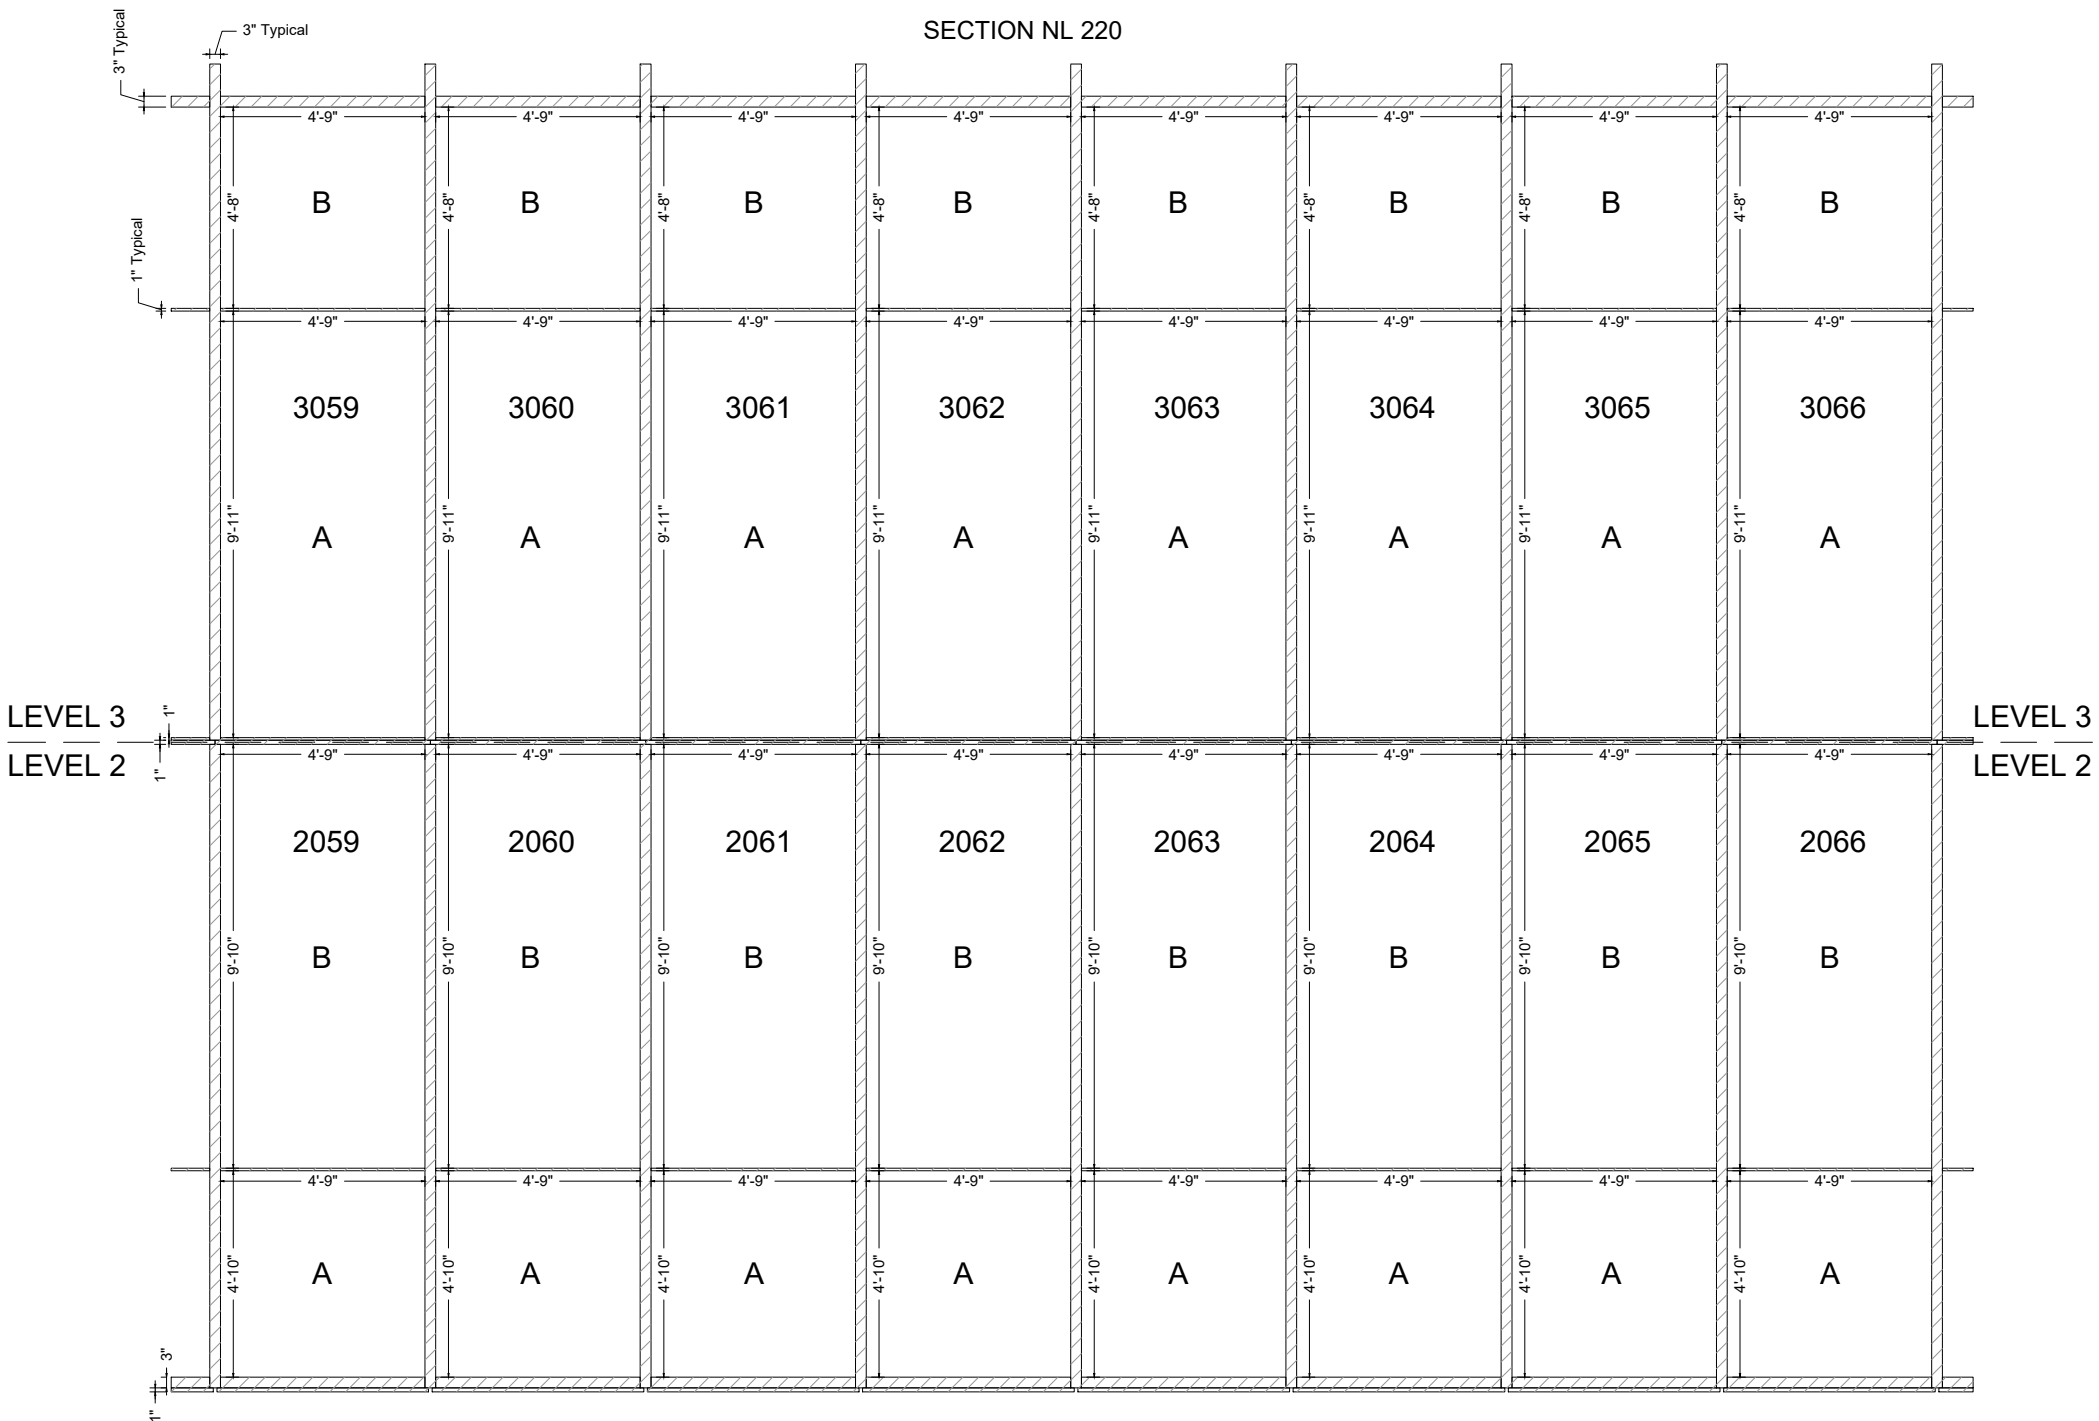 SECTION NL 220
3" Typical
3" Typical
4'-9" 4'-9" 4'-9" 4'-9" 4'-9" 4'-9" 4'-9" 4'-9"
4'-8" B 4'-8" B 4'-8" B 4'-8" B 4'-8" B 4'-8" B 4'-8" B 4'-8" B
1" Typical
4'-9" 4'-9" 4'-9" 4'-9" 4'-9" 4'-9" 4'-9" 4'-9"
3059 3060 3061 3062 3063 3064 3065 3066
9'-11" A 9'-11" A 9'-11" A 9'-11" A 9'-11" A 9'-11" A 9'-11" A 9'-11" A
LEVEL 3 1" LEVEL 3
4'-9" 4'-9" 4'-9" 4'-9" 4'-9" 4'-9" 4'-9" 4'-9"
LEVEL 2 1" LEVEL 2
2059 2060 2061 2062 2063 2064 2065 2066
9'-10" B 9'-10" B 9'-10" B 9'-10" B 9'-10" B 9'-10" B 9'-10" B 9'-10" B
4'-9" 4'-9" 4'-9" 4'-9" 4'-9" 4'-9" 4'-9" 4'-9"
4'-10" A 4'-10" A 4'-10" A 4'-10" A 4'-10" A 4'-10" A 4'-10" A 4'-10" A
3"
1"